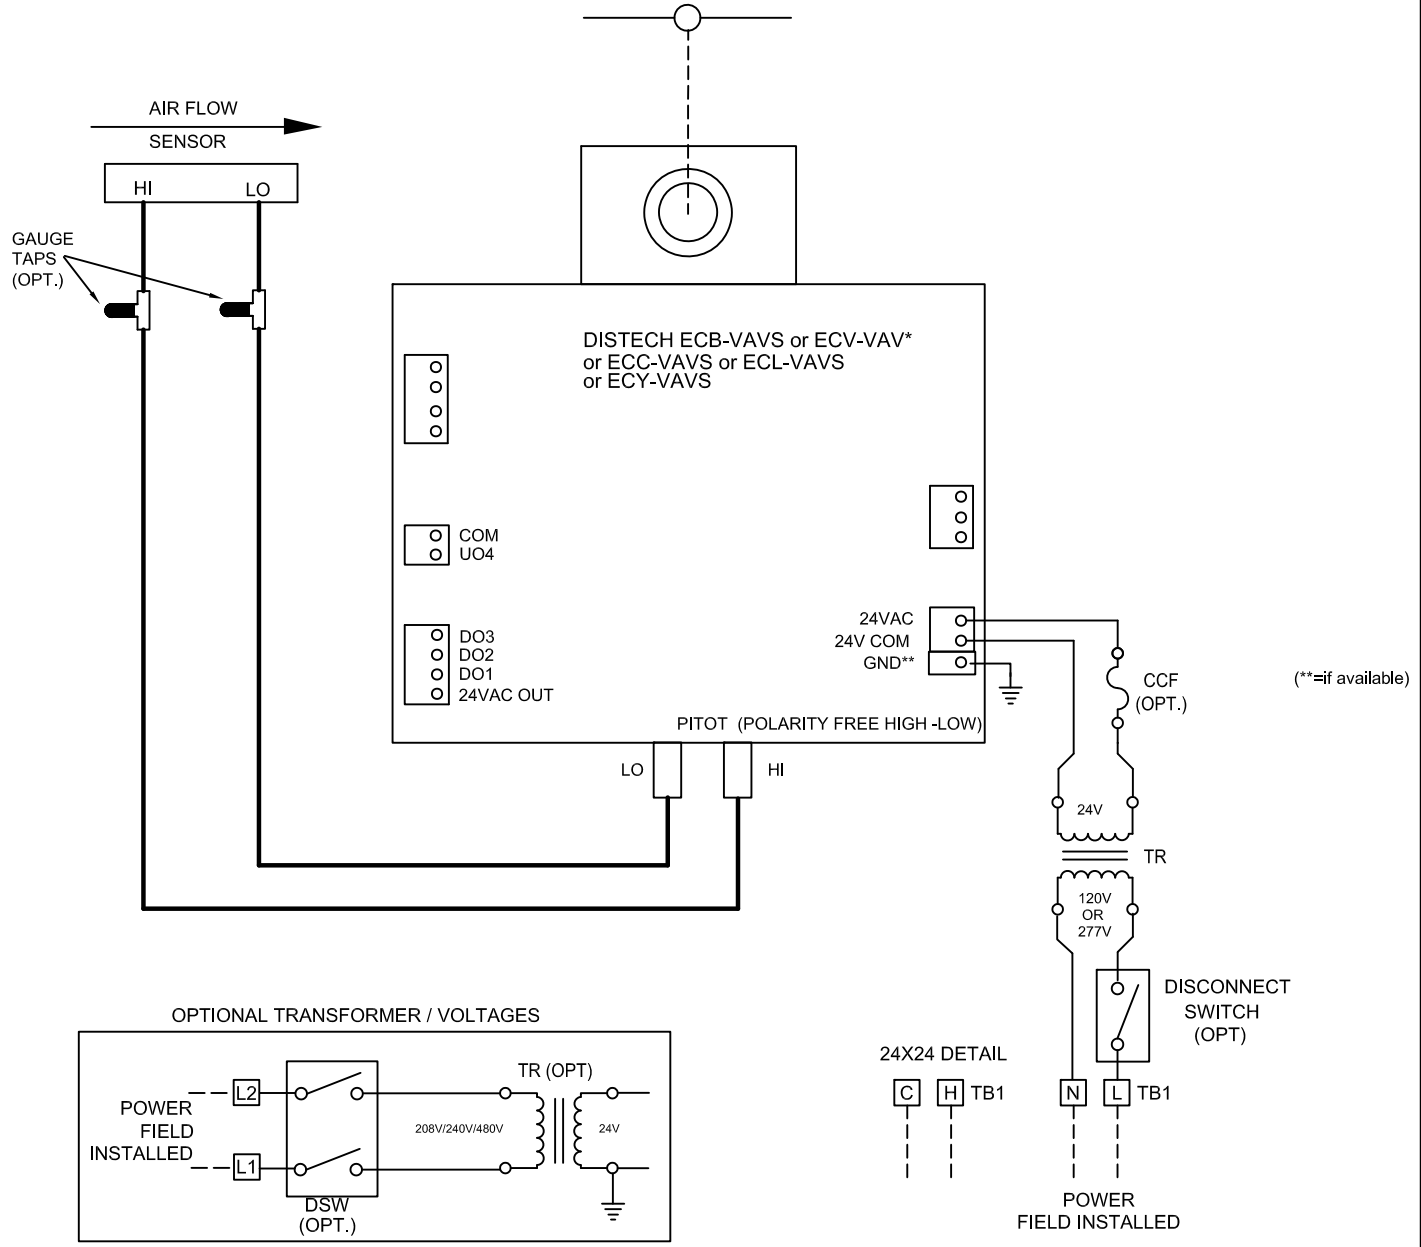 AIR FLOW
SENSOR
HI
LO
GAUGE
TAPS
(OPT.)
DISTECH ECB-VAVS or ECV-VAV*
or ECC-VAVS or ECL-VAVS
or ECY-VAVS
COM
UO4
DO3
DO2
DO1
24VAC OUT
24VAC
24V COM
GND**
PITOT (POLARITY FREE HIGH -LOW)
LO
HI
CCF
(OPT.)
(**=if available)
24V
TR
120V
OR
277V
DISCONNECT
SWITCH
(OPT)
24X24 DETAIL
C
H
TB1
N
L
TB1
POWER
FIELD INSTALLED
OPTIONAL TRANSFORMER / VOLTAGES
POWER
FIELD
INSTALLED
L2
L1
DSW
(OPT.)
208V/240V/480V
TR (OPT)
24V